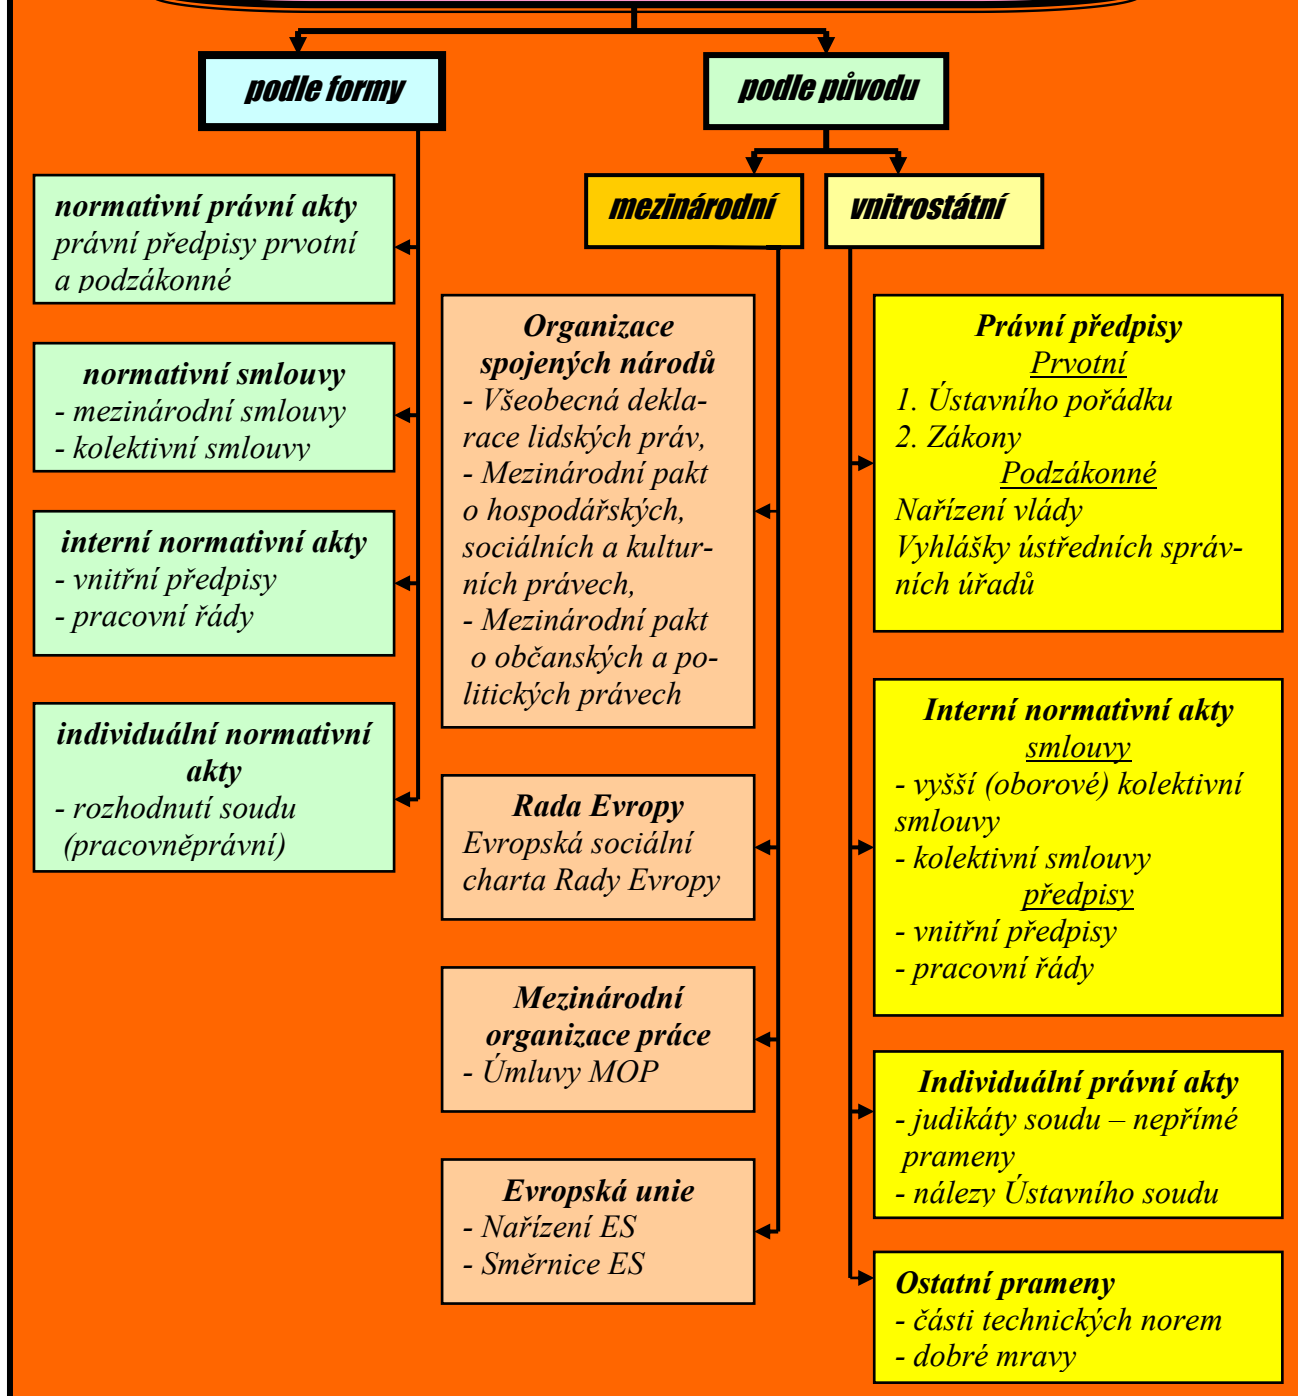 podle formy
podle původu
mezinárodní
vnitrostátní
normativní právní akty
právní předpisy prvotní
a podzákonné
normativní smlouvy
- mezinárodní smlouvy
- kolektivní smlouvy
interní normativní akty
- vnitřní předpisy
- pracovní řády
individuální normativní
akty
- rozhodnutí soudu
(pracovněprávní)
Organizace
spojených národů
- Všeobecná dekla-
race lidských práv,
- Mezinárodní pakt
o hospodářských,
sociálních a kultur-
ních právech,
- Mezinárodní pakt
o občanských a po-
litických právech
Rada Evropy
Evropská sociální
charta Rady Evropy
Mezinárodní
organizace práce
- Úmluvy MOP
Evropská unie
- Nařízení ES
- Směrnice ES
Právní předpisy
Prvotní
1. Ústavního pořádku
2. Zákony
Podzákonné
Nařízení vlády
Vyhlášky ústředních správ-
ních úřadů
Interní normativní akty
smlouvy
- vyšší (oborové) kolektivní
smlouvy
- kolektivní smlouvy
předpisy
- vnitřní předpisy
- pracovní řády
Individuální právní akty
- judikáty soudu – nepřímé
prameny
- nálezy Ústavního soudu
Ostatní prameny
- části technických norem
- dobré mravy